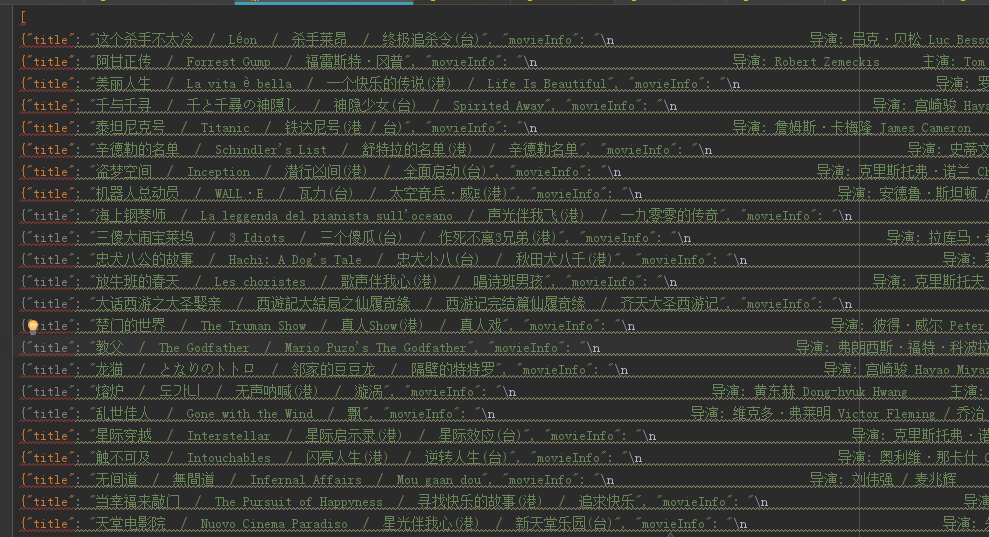 [
{"title": "这个杀手不太冷 / Léon / 杀手莱昂 / 终极追杀令(台)", "movieInfo": "\n 导演: 吕克·贝松 Luc Besso
{"title": "阿甘正传 / Forrest Gump / 福雷斯特·冈普", "movieInfo": "\n 导演: Robert Zemeckis 主演: Tom
{"title": "美丽人生 / La vita è bella / 一个快乐的传说(港) / Life Is Beautiful", "movieInfo": "\n 导演: 罗
{"title": "千与千寻 / 千と千尋の神隠し / 神隐少女(台) / Spirited Away", "movieInfo": "\n 导演: 宫崎骏 Haya
{"title": "泰坦尼克号 / Titanic / 铁达尼号(港 / 台)", "movieInfo": "\n 导演: 詹姆斯·卡梅隆 James Cameron
{"title": "辛德勒的名单 / Schindler's List / 舒特拉的名单(港) / 辛德勒名单", "movieInfo": "\n 导演: 史蒂文
{"title": "盗梦空间 / Inception / 潜行凶间(港) / 全面启动(台)", "movieInfo": "\n 导演: 克里斯托弗·诺兰 Ch
{"title": "机器人总动员 / WALL·E / 瓦力(台) / 太空奇兵·威E(港)", "movieInfo": "\n 导演: 安德鲁·斯坦顿 A
{"title": "海上钢琴师 / La leggenda del pianista sull'oceano / 声光伴我飞(港) / 一九零零的传奇", "movieInfo": "\n
{"title": "三傻大闹宝莱坞 / 3 Idiots / 三个傻瓜(台) / 作死不离3兄弟(港)", "movieInfo": "\n 导演: 拉库马·
{"title": "忠犬八公的故事 / Hachi: A Dog's Tale / 忠犬小八(台) / 秋田犬八千(港)", "movieInfo": "\n 导演:
{"title": "放牛班的春天 / Les choristes / 歌声伴我心(港) / 唱诗班男孩", "movieInfo": "\n 导演: 克里斯托夫
{"title": "大话西游之大圣娶亲 / 西遊記大結局之仙履奇緣 / 西游记完结篇仙履奇缘 / 齐天大圣西游记", "movieInfo": "\n
{"title": "楚门的世界 / The Truman Show / 真人Show(港) / 真人戏", "movieInfo": "\n 导演: 彼得·威尔 Peter
{"title": "教父 / The Godfather / Mario Puzo's The Godfather", "movieInfo": "\n 导演: 弗朗西斯·福特·科波拉
{"title": "龙猫 / となりのトトロ / 邻家的豆豆龙 / 隔壁的特特罗", "movieInfo": "\n 导演: 宫崎骏 Hayao Miyaz
{"title": "熔炉 / 도가니 / 无声呐喊(港) / 漩涡", "movieInfo": "\n 导演: 黄东赫 Dong-hyuk Hwang 主演:
{"title": "乱世佳人 / Gone with the Wind / 飘", "movieInfo": "\n 导演: 维克多·弗莱明 Victor Fleming / 乔治
{"title": "星际穿越 / Interstellar / 星际启示录(港) / 星际效应(台)", "movieInfo": "\n 导演: 克里斯托弗·诺
{"title": "触不可及 / Intouchables / 闪亮人生(港) / 逆转人生(台)", "movieInfo": "\n 导演: 奥利维·那卡什
{"title": "无间道 / 無間道 / Infernal Affairs / Mou gaan dou", "movieInfo": "\n 导演: 刘伟强 / 麦兆辉
{"title": "当幸福来敲门 / The Pursuit of Happyness / 寻找快乐的故事(港) / 追求快乐", "movieInfo": "\n 导演
{"title": "天堂电影院 / Nuovo Cinema Paradiso / 星光伴我心(港) / 新天堂乐园(台)", "movieInfo": "\n 导演: